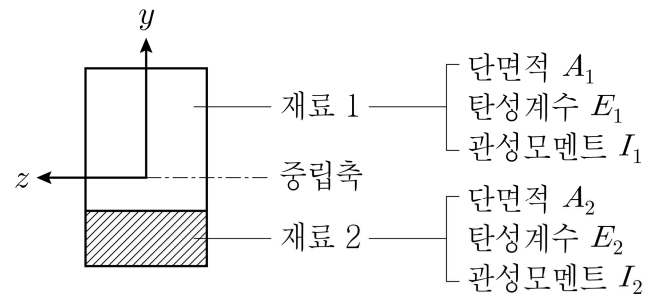 y
단면적 A₁
재료 1
탄성계수 E₁
관성모멘트 I₁
z
중립축
단면적 A₂
재료 2
탄성계수 E₂
관성모멘트 I₂